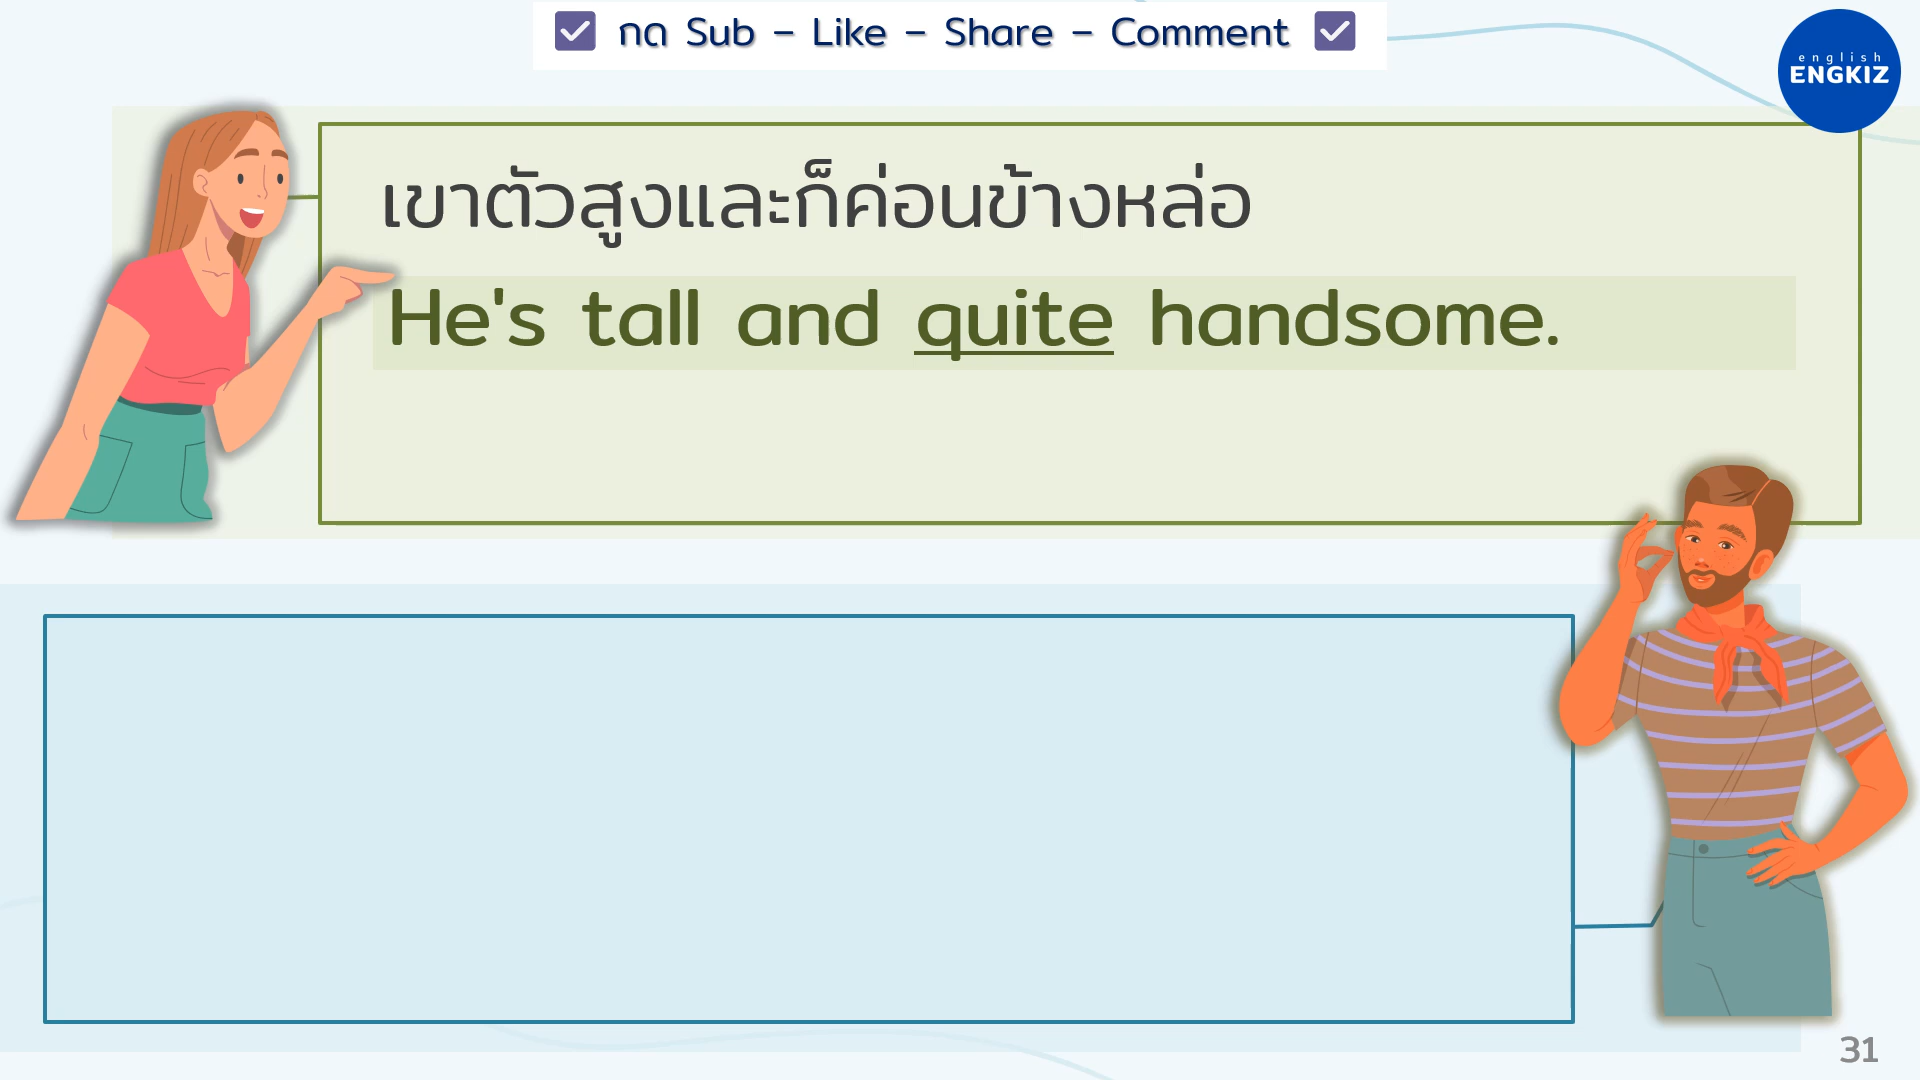 กด Sub – Like – Share – Comment
english
ENGKIZ
เขาตัวสูงและก็ค่อนข้างหล่อ
He's tall and quite handsome.
31